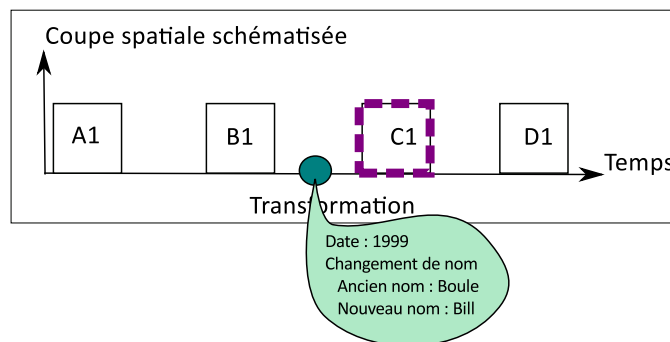 Coupe spatiale schématisée
A1
B1
C1
D1
Temps
Transformation
Date : 1999
Changement de nom
Ancien nom : Boule
Nouveau nom : Bill